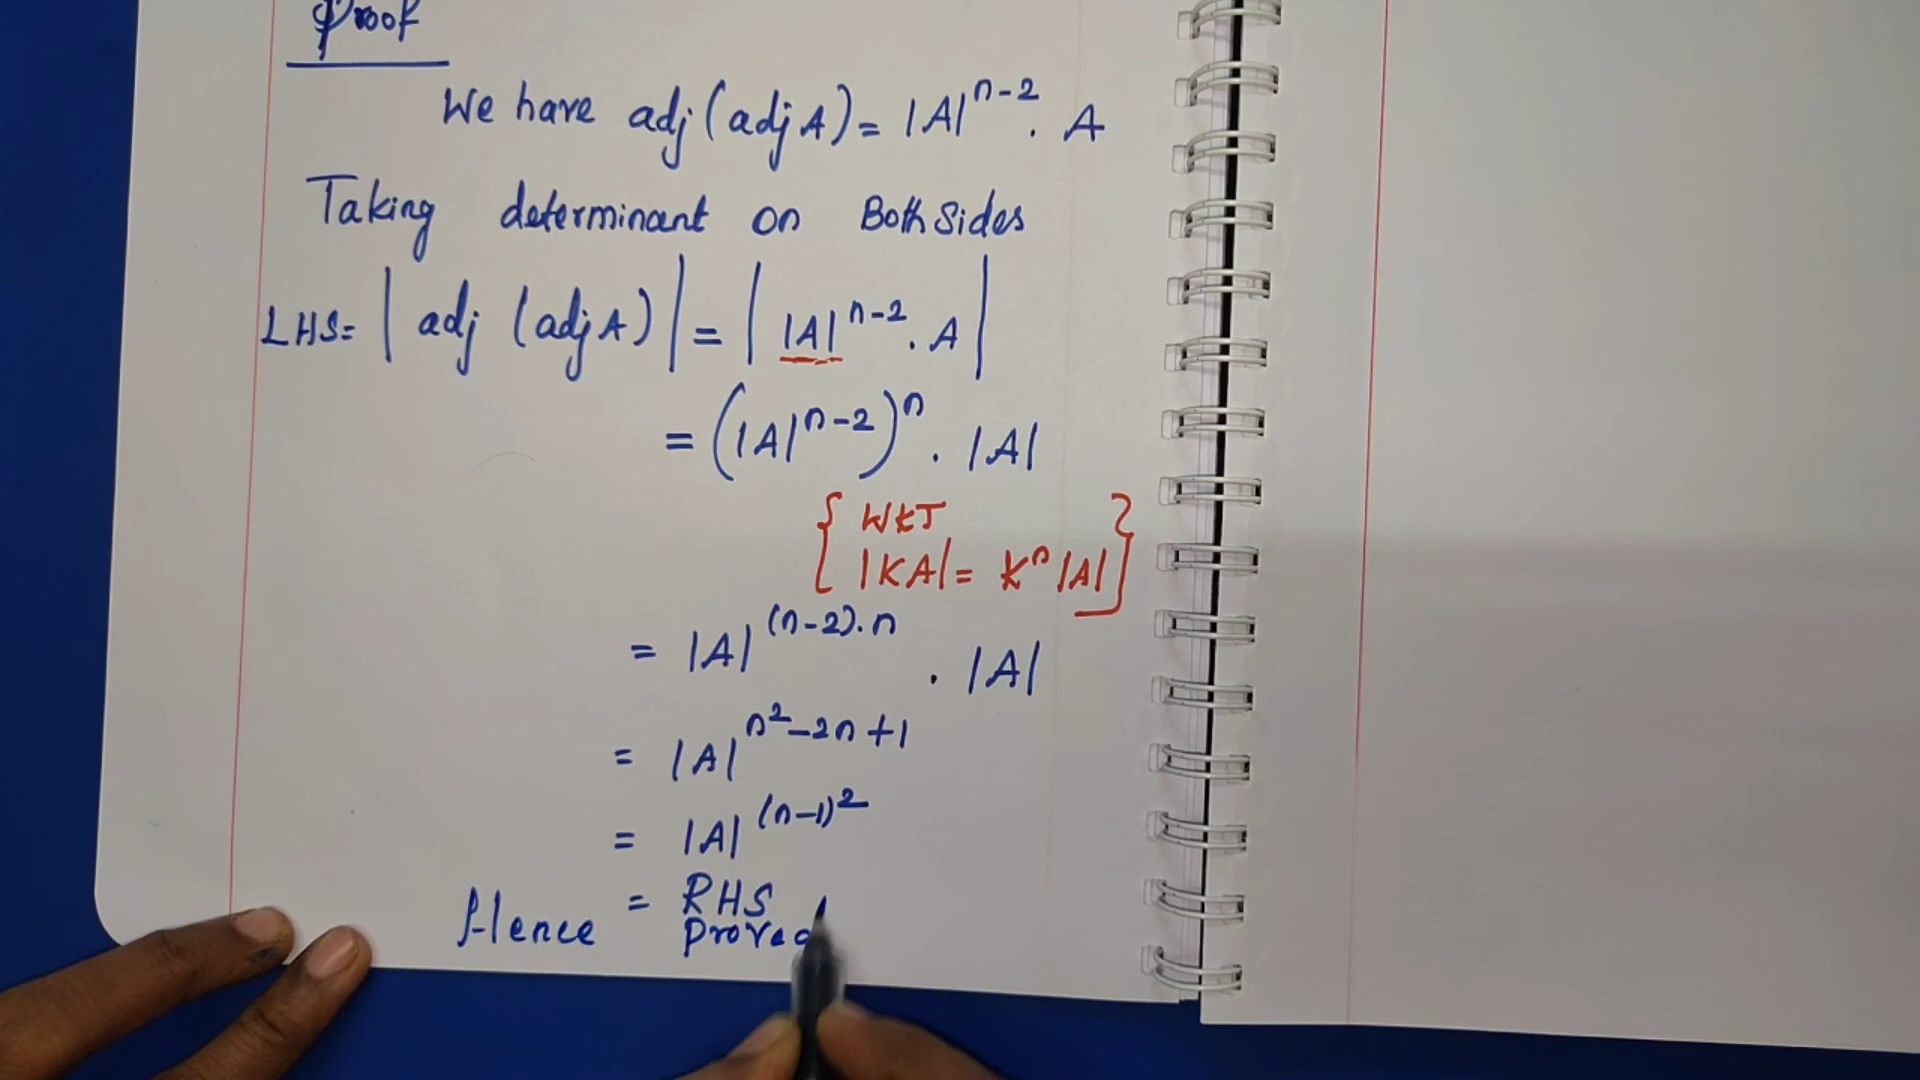 Proof
We have adj(adj A) = |A|^{n-2} . A
Taking determinant on Both Sides
LHS = | adj (adj A) | = | |A|^{n-2} . A |
= (|A|^{n-2})^n . |A|
{ WKT
|KA| = K^n |A| }
= |A|^{(n-2).n} . |A|
= |A|^{n²-2n+1}
= |A|^{(n-1)²}
= RHS
Hence Proved